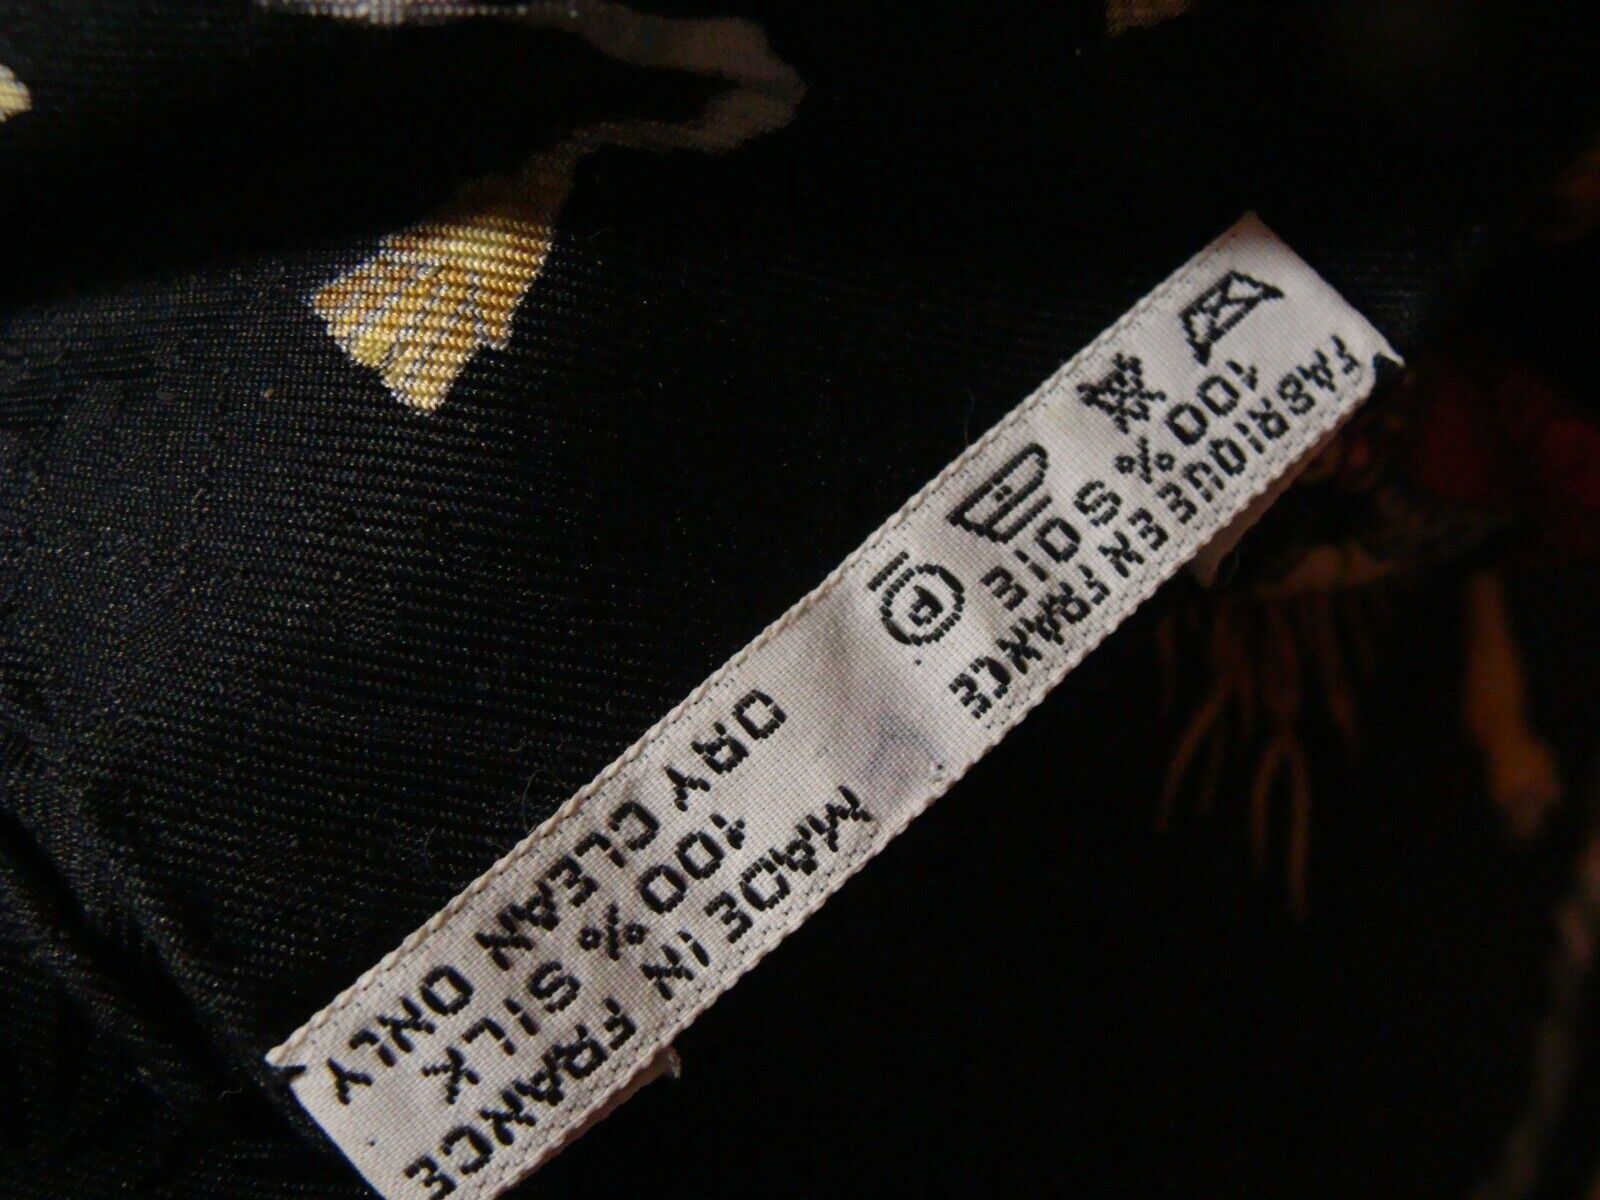 FABRIQUE EN FRANCE
100% SOIE
P
MADE IN FRANCE
100% SILK
DRY CLEAN ONLY